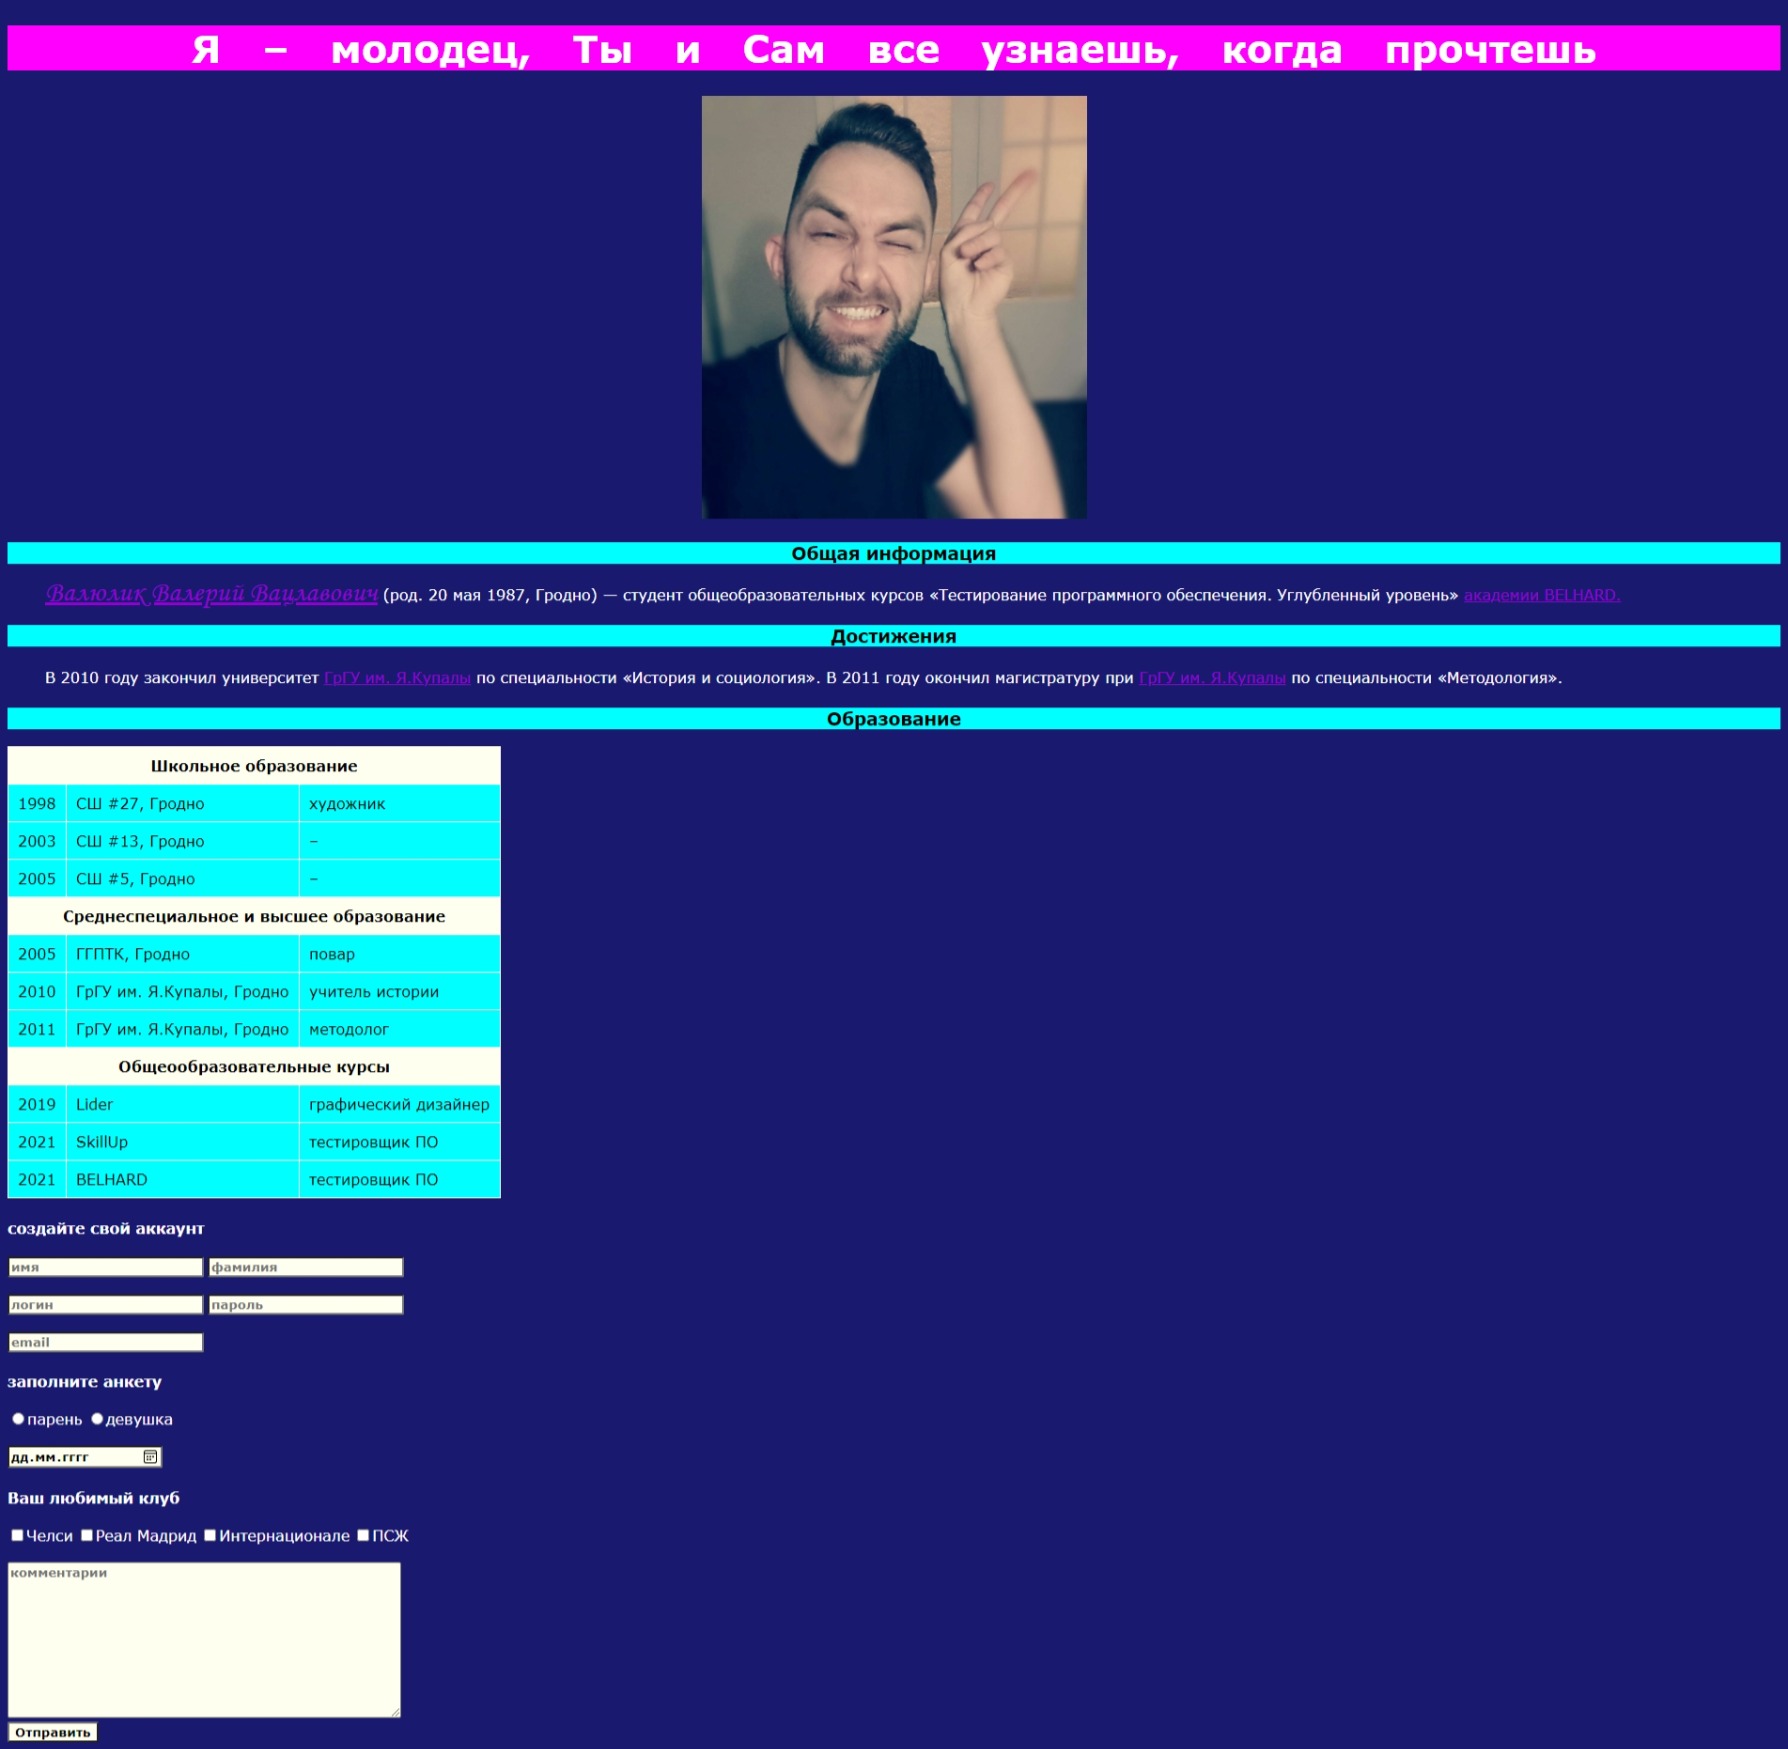 Я – молодец, Ты и Сам все узнаешь, когда прочтешь
Общая информация
Валюлик Валерий Вацлавович (род. 20 мая 1987, Гродно) — студент общеобразовательных курсов «Тестирование программного обеспечения. Углубленный уровень» академии BELHARD.
Достижения
В 2010 году закончил университет ГрГУ им. Я.Купалы по специальности «История и социология». В 2011 году окончил магистратуру при ГрГУ им. Я.Купалы по специальности «Методология».
Образование
Школьное образование
1998 СШ #27, Гродно художник
2003 СШ #13, Гродно –
2005 СШ #5, Гродно –
Среднеспециальное и высшее образование
2005 ГГПТК, Гродно повар
2010 ГрГУ им. Я.Купалы, Гродно учитель истории
2011 ГрГУ им. Я.Купалы, Гродно методолог
Общеообразовательные курсы
2019 Lider графический дизайнер
2021 SkillUp тестировщик ПО
2021 BELHARD тестировщик ПО
создайте свой аккаунт
имя фамилия
логин пароль
email
заполните анкету
парень девушка
дд.мм.гггг
Ваш любимый клуб
Челси Реал Мадрид Интернационале ПСЖ
комментарии
Отправить